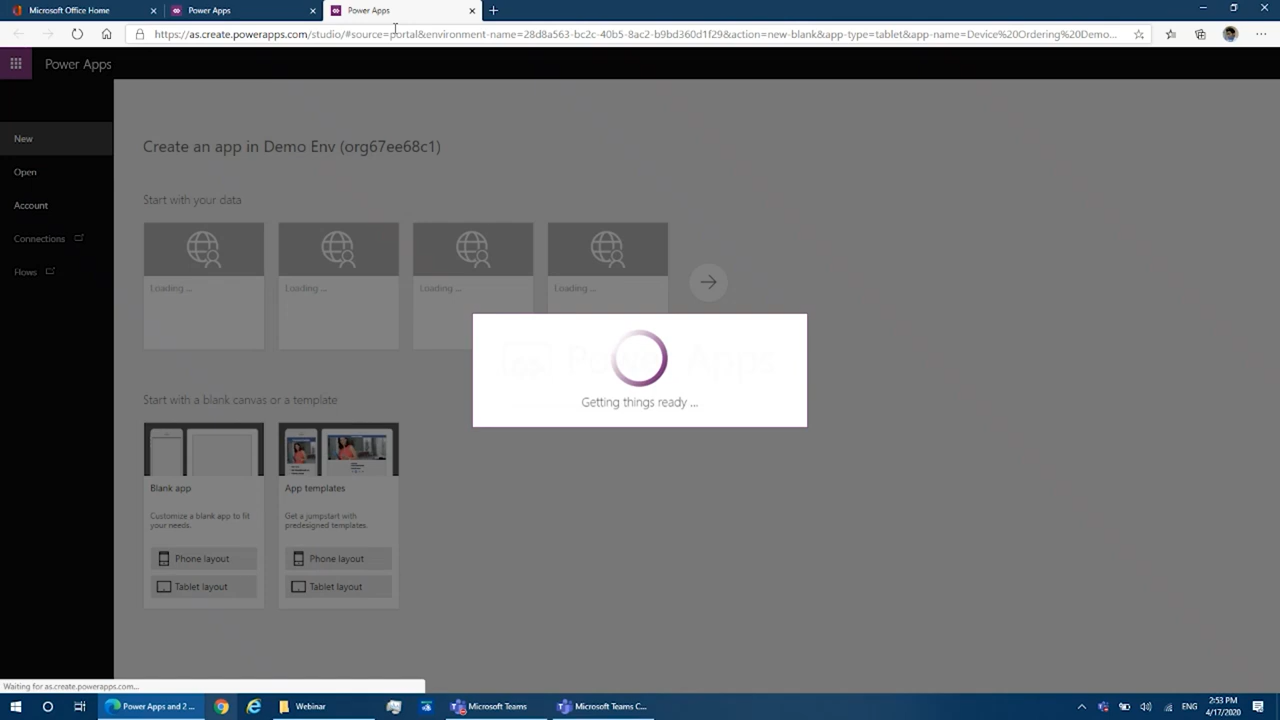 Microsoft Office Home
Power Apps
Power Apps
https://as.create.powerapps.com/studio/#source=portal&environment-name=28d8a563-bc2c-40b5-8ac2-b9bd360d1f29&action=new-blank&app-type=tablet&app-name=Device%20Ordering%20Demo...
Power Apps
New
Open
Account
Connections
Flows
Create an app in Demo Env (org67ee68c1)
Start with your data
Loading ...
Loading ...
Loading ...
Loading ...
Power Apps
Getting things ready ...
Start with a blank canvas or a template
Blank app
Customize a blank app to fit
your needs.
Phone layout
Tablet layout
App templates
Get a jumpstart with
predesigned templates.
Phone layout
Tablet layout
Waiting for as.create.powerapps.com...
Power Apps and 2 ...
Webinar
Microsoft Teams
Microsoft Teams C...
ENG
2:53 PM
4/17/2020